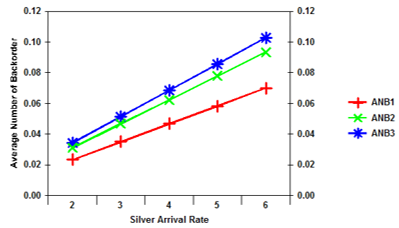 0.12 0.12
0.10 0.10
0.08 0.08
0.06 0.06
0.04 0.04
0.02 0.02
0.00 0.00
Average Number of Backorder
2 3 4 5 6
Silver Arrival Rate
ANB1
ANB2
ANB3